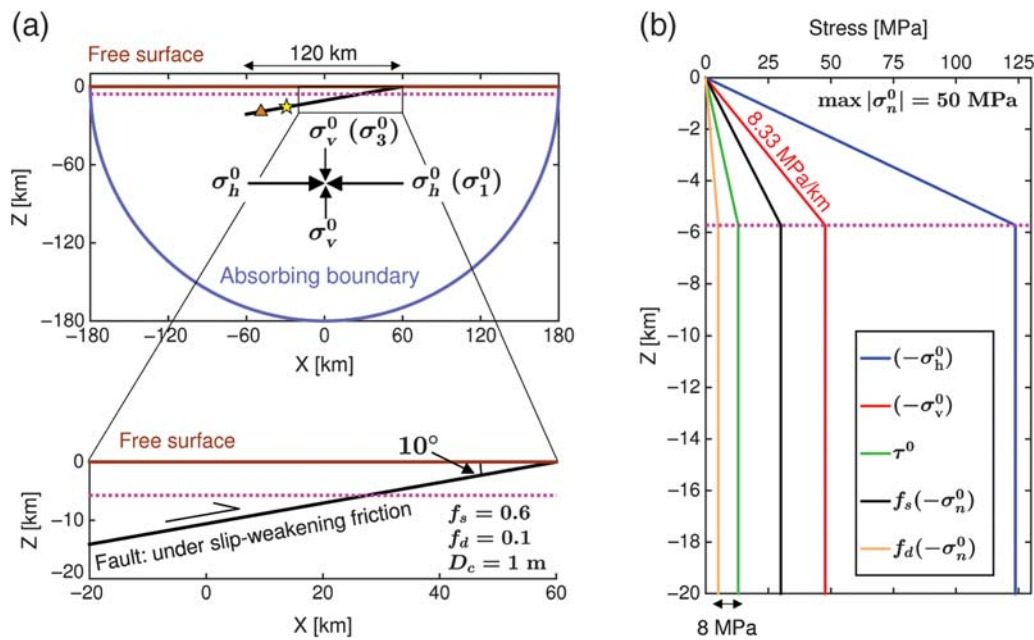 (a)
Free surface
120 km
0
−60
−120
−180
Z [km]
σ_v^0 (σ_3^0)
σ_h^0
σ_h^0 (σ_1^0)
σ_v^0
Absorbing boundary
−180 −120 −60 0 60 120 180
X [km]
Free surface
10°
0
−10
−20
Z [km]
Fault: under slip-weakening friction
f_s = 0.6
f_d = 0.1
D_c = 1 m
−20 0 20 40 60
X [km]
(b)
Stress [MPa]
0 25 50 75 100 125
max |σ_n^0| = 50 MPa
8.33 MPa/km
0
−2
−4
−6
−8
−10
−12
−14
−16
−18
−20
Z [km]
(−σ_h^0)
(−σ_v^0)
τ^0
f_s(−σ_n^0)
f_d(−σ_n^0)
8 MPa